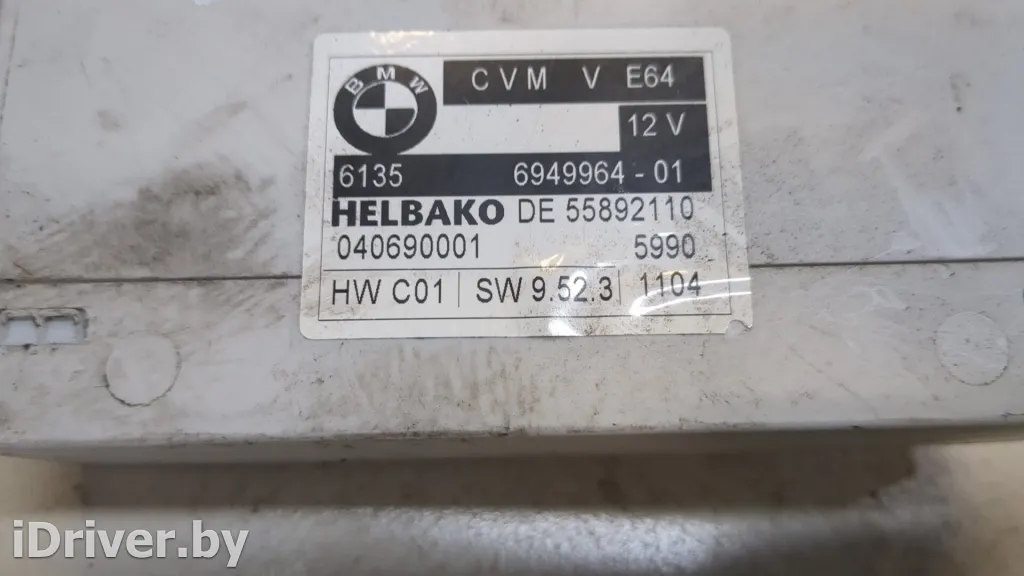 BMW
CVM V E64
12 V
6135 6949964 - 01
HELBAKO DE 55892110
040690001 5990
HW C01 SW 9.52.3 1104
iDriver.by